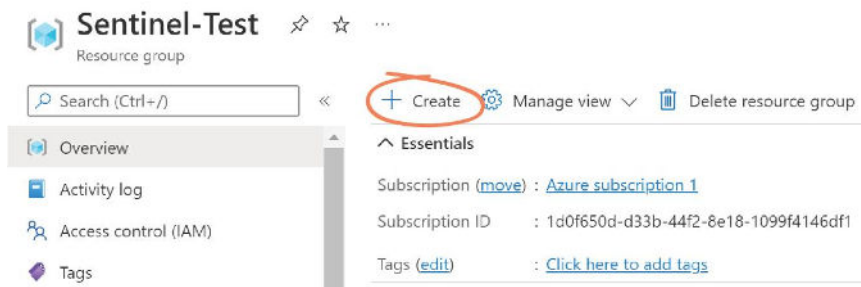 Sentinel-Test
Resource group
Search (Ctrl+/)
Overview
Activity log
Access control (IAM)
Tags
Create Manage view Delete resource group
Essentials
Subscription (move) : Azure subscription 1
Subscription ID : 1d0f650d-d33b-44f2-8e18-1099f4146df1
Tags (edit) : Click here to add tags